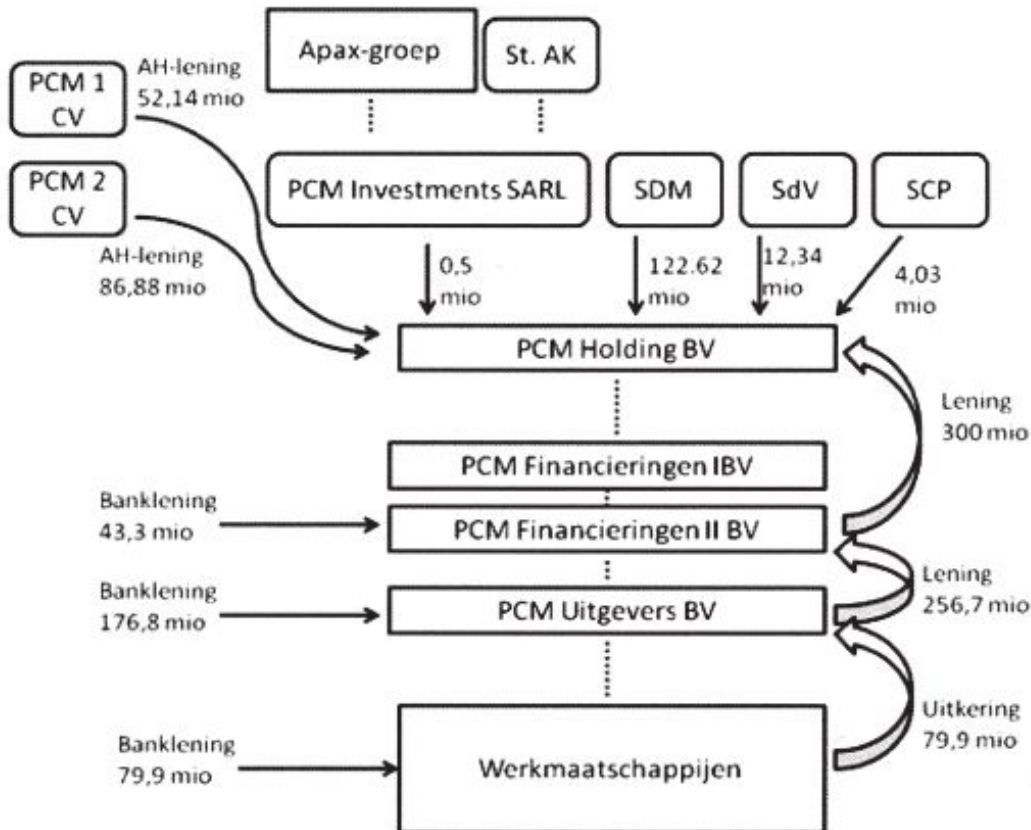 Apax-groep
St. AK
PCM 1
CV
AH-lening
52,14 mio
PCM 2
CV
AH-lening
86,88 mio
PCM Investments SARL
SDM
SdV
SCP
0,5
mio
122.62
mio
12,34
mio
4,03
mio
PCM Holding BV
Lening
300 mio
PCM Financieringen IBV
Banklening
43,3 mio
PCM Financieringen II BV
Lening
256,7 mio
Banklening
176,8 mio
PCM Uitgevers BV
Uitkering
79,9 mio
Banklening
79,9 mio
Werkmaatschappijen